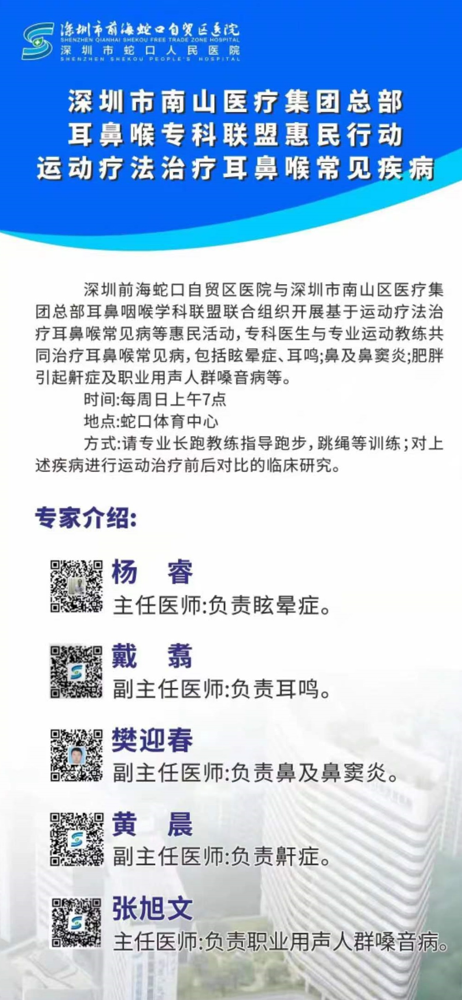 深圳市前海蛇口自贸区医院
SHENZHEN QIANHAI SHEKOU FREE TRADE ZONE HOSPITAL
深圳市蛇口人民医院
SHENZHEN SHEKOU PEOPLE'S HOSPITAL
深圳市南山医疗集团总部
耳鼻喉专科联盟惠民行动
运动疗法治疗耳鼻喉常见疾病
深圳前海蛇口自贸区医院与深圳市南山区医疗集
团总部耳鼻咽喉学科联盟联合组织开展基于运动疗法治
疗耳鼻喉常见病等惠民活动,专科医生与专业运动教练共
同治疗耳鼻喉常见病,包括眩晕症、耳鸣;鼻及鼻窦炎;肥胖
引起鼾症及职业用声人群嗓音病等。
时间:每周日上午7点
地点:蛇口体育中心
方式:请专业长跑教练指导跑步,跳绳等训练;对上
述疾病进行运动治疗前后对比的临床研究。
专家介绍:
杨 睿
主任医师:负责眩晕症。
戴 翥
副主任医师:负责耳鸣。
樊迎春
副主任医师:负责鼻及鼻窦炎。
黄 晨
副主任医师:负责鼾症。
张旭文
主任医师:负责职业用声人群嗓音病。